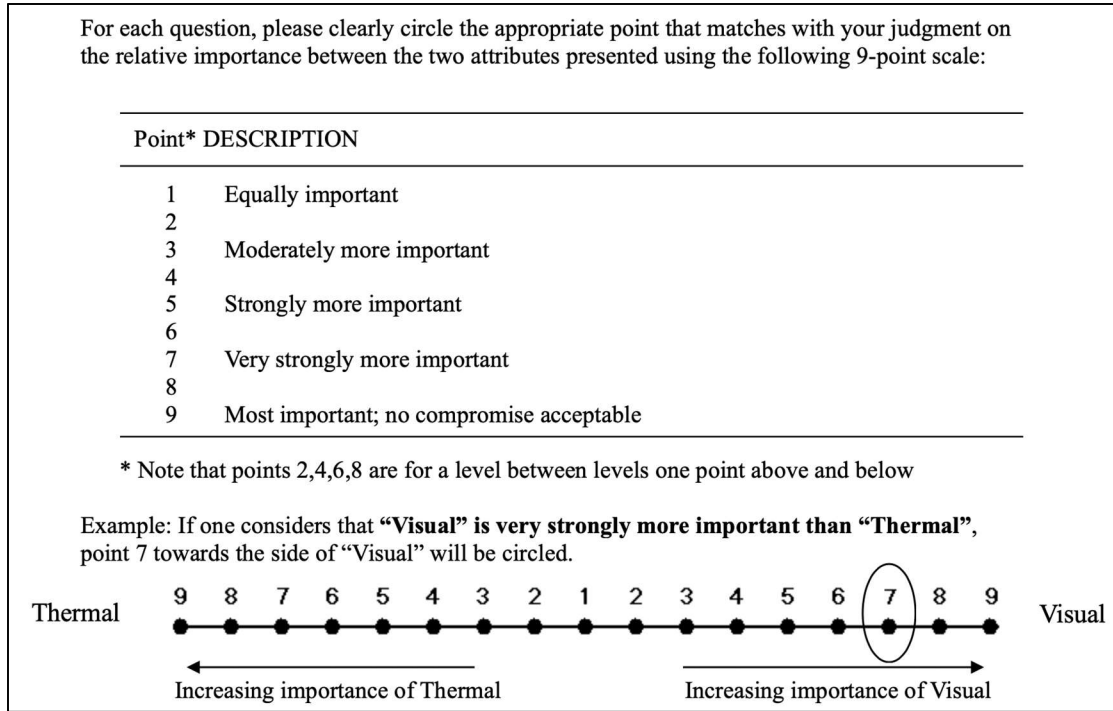 For each question, please clearly circle the appropriate point that matches with your judgment on
the relative importance between the two attributes presented using the following 9-point scale:
Point* DESCRIPTION
1 Equally important
2
3 Moderately more important
4
5 Strongly more important
6
7 Very strongly more important
8
9 Most important; no compromise acceptable
* Note that points 2,4,6,8 are for a level between levels one point above and below
Example: If one considers that “Visual” is very strongly more important than “Thermal”,
point 7 towards the side of “Visual” will be circled.
9 8 7 6 5 4 3 2 1 2 3 4 5 6 7 8 9
Thermal Visual
Increasing importance of Thermal Increasing importance of Visual